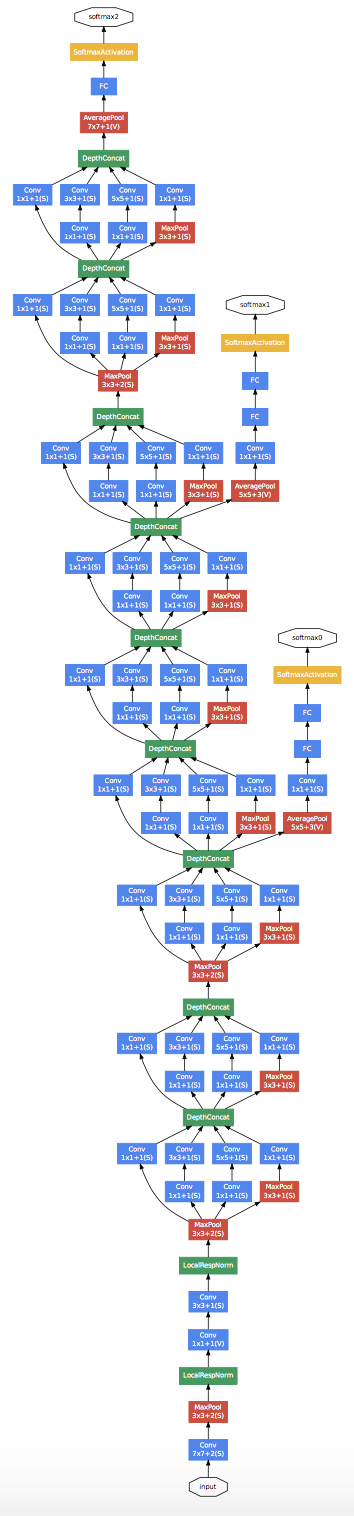 softmax2
SoftmaxActivation
FC
AveragePool
7x7+1(V)
DepthConcat
Conv Conv Conv Conv
1x1+1(S) 3x3+1(S) 5x5+1(S) 1x1+1(S)
Conv Conv MaxPool
1x1+1(S) 1x1+1(S) 3x3+1(S)
DepthConcat
Conv Conv Conv Conv
1x1+1(S) 3x3+1(S) 5x5+1(S) 1x1+1(S)
softmax1
Conv Conv MaxPool
1x1+1(S) 1x1+1(S) 3x3+1(S)
SoftmaxActivation
MaxPool
3x3+2(S)
FC
DepthConcat
FC
Conv Conv Conv Conv Conv
1x1+1(S) 3x3+1(S) 5x5+1(S) 1x1+1(S) 1x1+1(S)
Conv Conv MaxPool AveragePool
1x1+1(S) 1x1+1(S) 3x3+1(S) 5x5+3(V)
DepthConcat
Conv Conv Conv Conv
1x1+1(S) 3x3+1(S) 5x5+1(S) 1x1+1(S)
Conv Conv MaxPool
1x1+1(S) 1x1+1(S) 3x3+1(S)
DepthConcat
softmax0
Conv Conv Conv Conv
1x1+1(S) 3x3+1(S) 5x5+1(S) 1x1+1(S)
SoftmaxActivation
Conv Conv MaxPool
1x1+1(S) 1x1+1(S) 3x3+1(S)
FC
DepthConcat
FC
Conv Conv Conv Conv Conv
1x1+1(S) 3x3+1(S) 5x5+1(S) 1x1+1(S) 1x1+1(S)
Conv Conv MaxPool AveragePool
1x1+1(S) 1x1+1(S) 3x3+1(S) 5x5+3(V)
DepthConcat
Conv Conv Conv Conv
1x1+1(S) 3x3+1(S) 5x5+1(S) 1x1+1(S)
Conv Conv MaxPool
1x1+1(S) 1x1+1(S) 3x3+1(S)
MaxPool
3x3+2(S)
DepthConcat
Conv Conv Conv Conv
1x1+1(S) 3x3+1(S) 5x5+1(S) 1x1+1(S)
Conv Conv MaxPool
1x1+1(S) 1x1+1(S) 3x3+1(S)
DepthConcat
Conv Conv Conv Conv
1x1+1(S) 3x3+1(S) 5x5+1(S) 1x1+1(S)
Conv Conv MaxPool
1x1+1(S) 1x1+1(S) 3x3+1(S)
MaxPool
3x3+2(S)
LocalRespNorm
Conv
3x3+1(S)
Conv
1x1+1(V)
LocalRespNorm
MaxPool
3x3+2(S)
Conv
7x7+2(S)
input